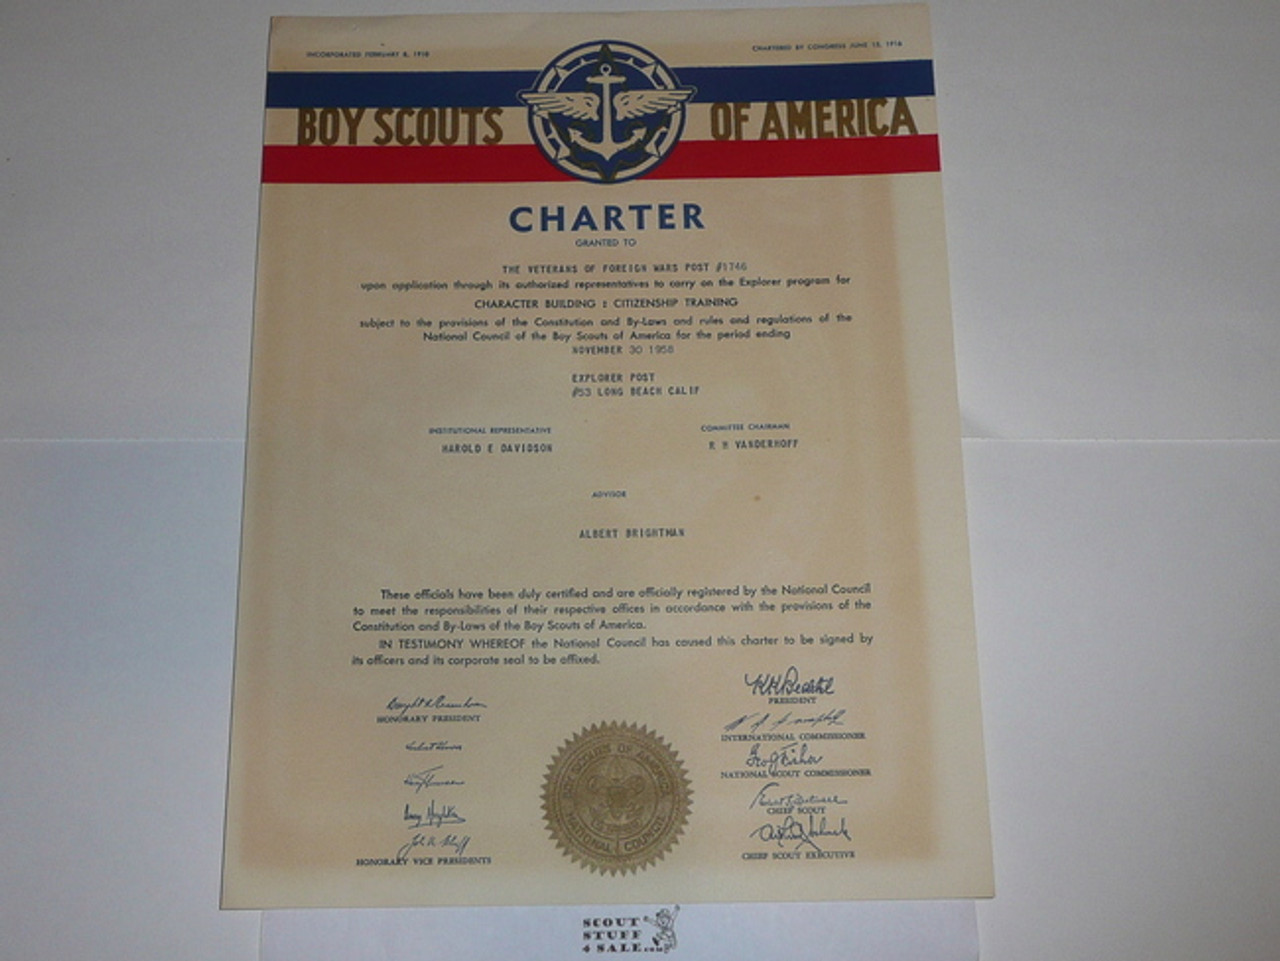 INCORPORATED FEBRUARY 8, 1910
CHARTERED BY CONGRESS JUNE 15, 1916
BOY SCOUTS OF AMERICA
CHARTER
GRANTED TO
THE VETERANS OF FOREIGN WARS POST #1746
upon application through its authorized representatives to carry on the Explorer program for
CHARACTER BUILDING : CITIZENSHIP TRAINING
subject to the provisions of the Constitution and By-Laws and rules and regulations of the
National Council of the Boy Scouts of America for the period ending
NOVEMBER 30 1958
EXPLORER POST
#53 LONG BEACH CALIF
INSTITUTIONAL REPRESENTATIVE
HAROLD E DAVIDSON
COMMITTEE CHAIRMAN
R H VANDERHOFF
ADVISOR
ALBERT BRIGHTMAN
These officials have been duly certified and are officially registered by the National Council
to meet the responsibilities of their respective offices in accordance with the provisions of the
Constitution and By-Laws of the Boy Scouts of America.
IN TESTIMONY WHEREOF the National Council has caused this charter to be signed by
its officers and its corporate seal to be affixed.
HONORARY PRESIDENT
Herbert Hoover
HONORARY VICE PRESIDENTS
BOY SCOUTS OF AMERICA
NATIONAL COUNCIL
PRESIDENT
INTERNATIONAL COMMISSIONER
NATIONAL SCOUT COMMISSIONER
CHIEF SCOUT
CHIEF SCOUT EXECUTIVE
SCOUT
STUFF
4 SALE.com